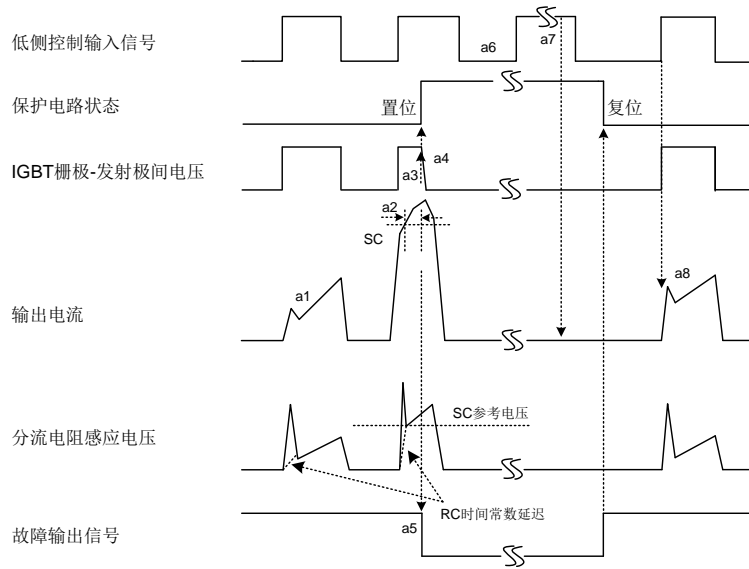 低侧控制输入信号
a6
a7
保护电路状态
置位
复位
IGBT栅极-发射极间电压
a3
a4
a2
SC
a1
a8
输出电流
SC参考电压
分流电阻感应电压
RC时间常数延迟
a5
故障输出信号